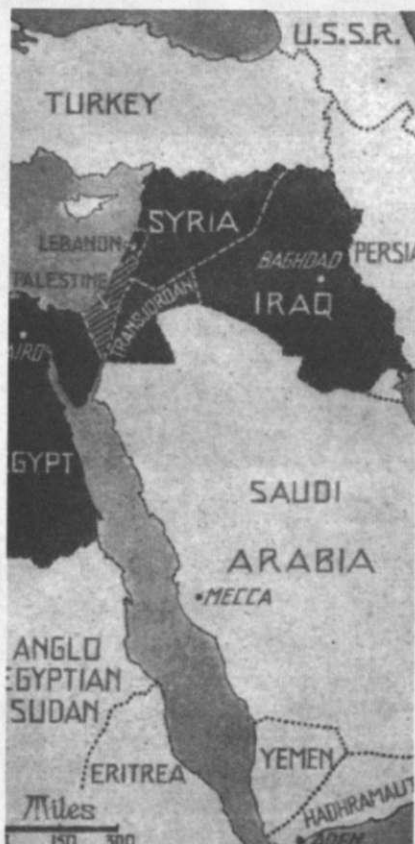 U.S.S.R.
TURKEY
SYRIA
LEBANON
BAGHDAD
PERSIA
PALESTINE
TRANSJORDAN
IRAQ
AIRO
EGYPT
SAUDI
ARABIA
MECCA
ANGLO
EGYPTIAN
SUDAN
ERITREA
YEMEN
HADHRAMAUT
Miles
150 300
ADEN